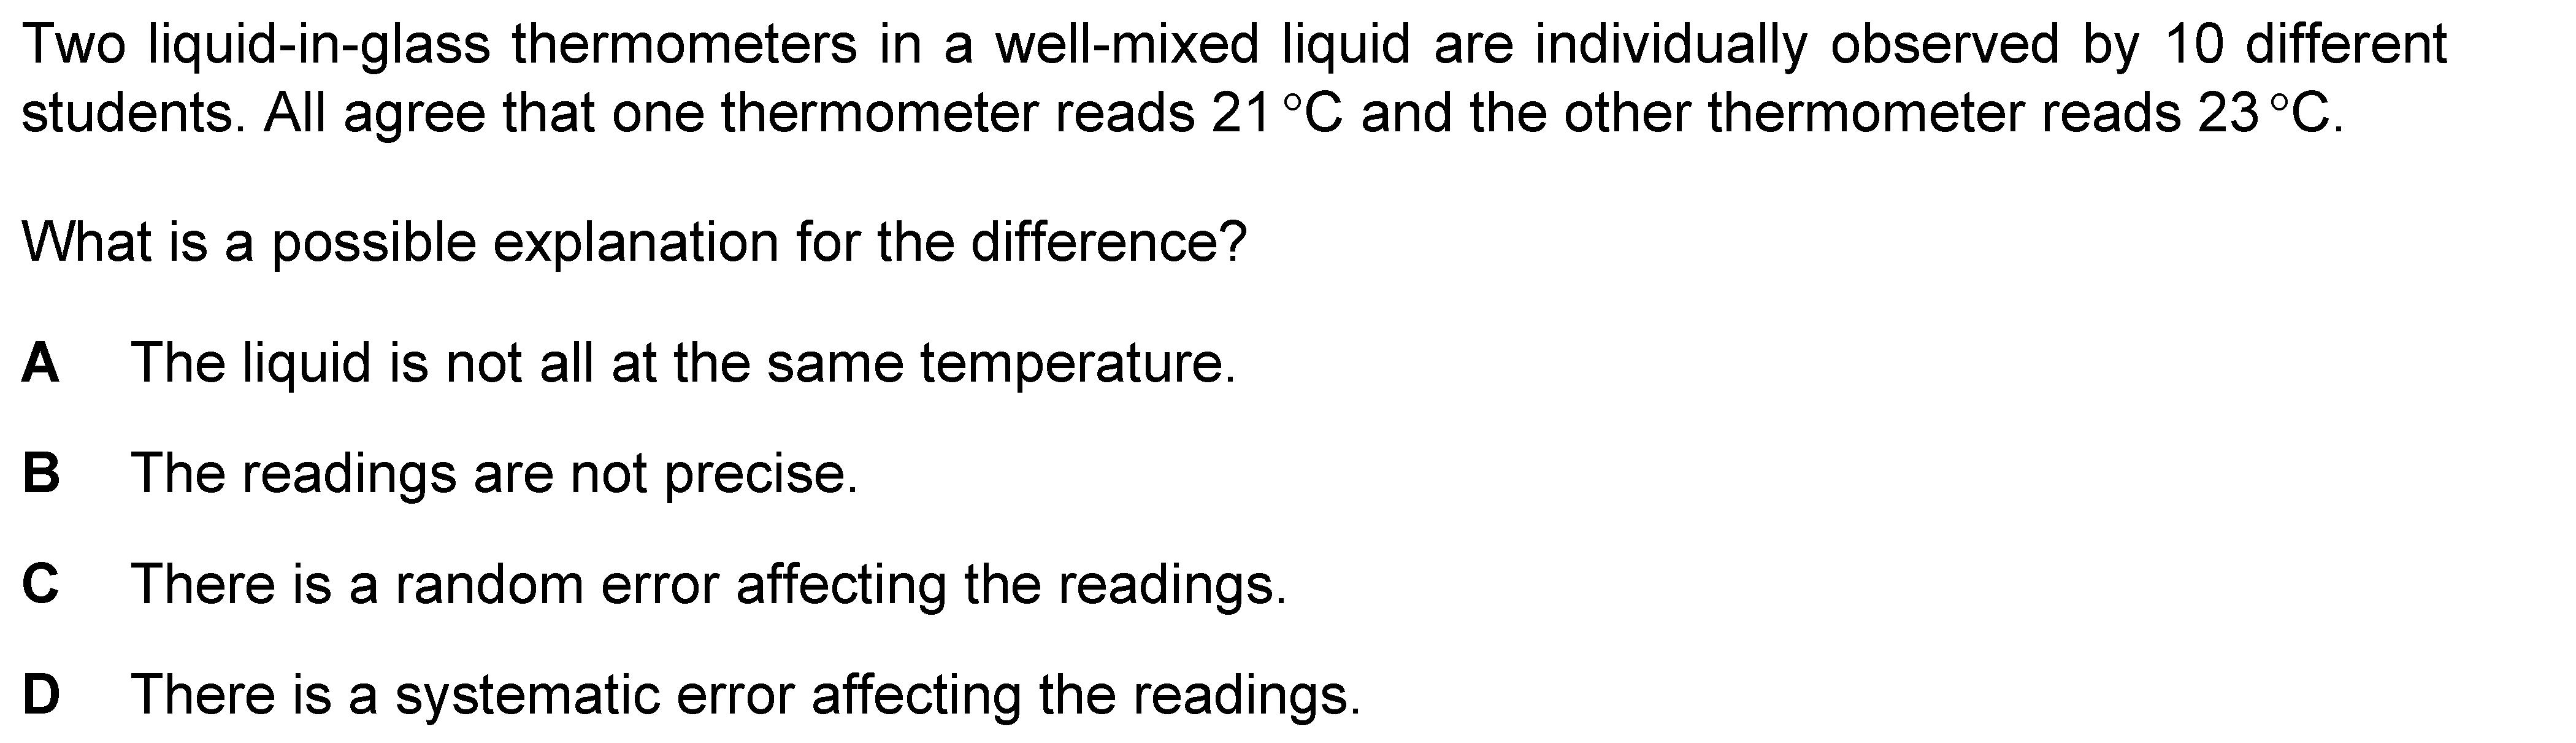 Two liquid-in-glass thermometers in a well-mixed liquid are individually observed by 10 different
students. All agree that one thermometer reads 21 °C and the other thermometer reads 23 °C.
What is a possible explanation for the difference?
A The liquid is not all at the same temperature.
B The readings are not precise.
C There is a random error affecting the readings.
D There is a systematic error affecting the readings.